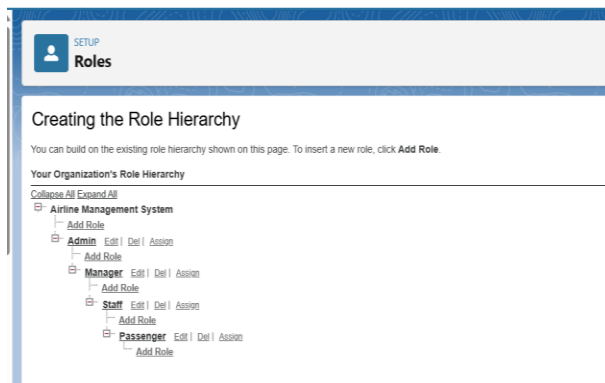 SETUP
Roles
Creating the Role Hierarchy
You can build on the existing role hierarchy shown on this page. To insert a new role, click Add Role.
Your Organization's Role Hierarchy
Collapse All Expand All
Airline Management System
Add Role
Admin Edit | Del | Assign
Add Role
Manager Edit | Del | Assign
Add Role
Staff Edit | Del | Assign
Add Role
Passenger Edit | Del | Assign
Add Role